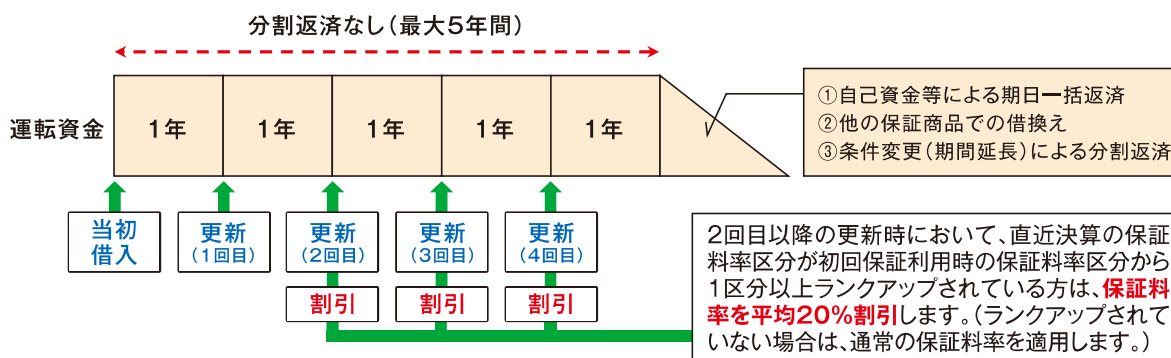 分割返済なし（最大5年間）
運転資金
1年
1年
1年
1年
1年
①自己資金等による期日一括返済
②他の保証商品での借換え
③条件変更（期間延長）による分割返済
当初
借入
更新
（1回目）
更新
（2回目）
更新
（3回目）
更新
（4回目）
割引
割引
割引
2回目以降の更新時において、直近決算の保証
料率区分が初回保証利用時の保証料率区分から
1区分以上ランクアップされている方は、保証料
率を平均20％割引します。（ランクアップされて
いない場合は、通常の保証料率を適用します。）